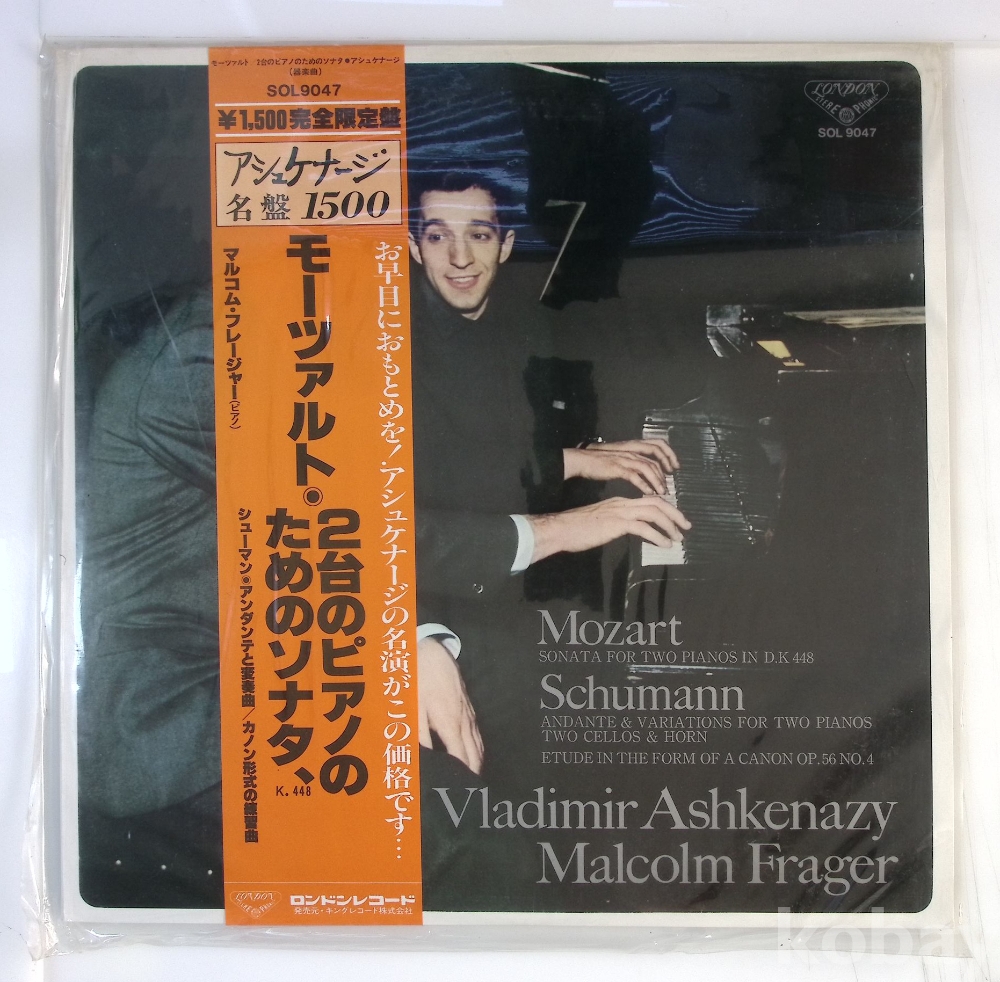 モーツァルト 2台のピアノのためのソナタ●アシュケナージ
(器楽曲)
SOL9047
¥1,500完全限定盤
アシュケナージ
名盤 1500
お早目におもとめを!アシュケナージの名演がこの価格です…
モーツァルト◉
2台のピアノの
ためのソナタ、
K. 448
マルコム・フレージャー(ピアノ)
シューマン◉アンダンテと変奏曲/カノン形式の練習曲
LONDON
ロンドンレコード
発売元・キングレコード株式会社
LONDON
SOL 9047
7
Mozart
SONATA FOR TWO PIANOS IN D.K 448
Schumann
ANDANTE & VARIATIONS FOR TWO PIANOS
TWO CELLOS & HORN
ETUDE IN THE FORM OF A CANON OP.56 NO.4
Vladimir Ashkenazy
Malcolm Frager
koba